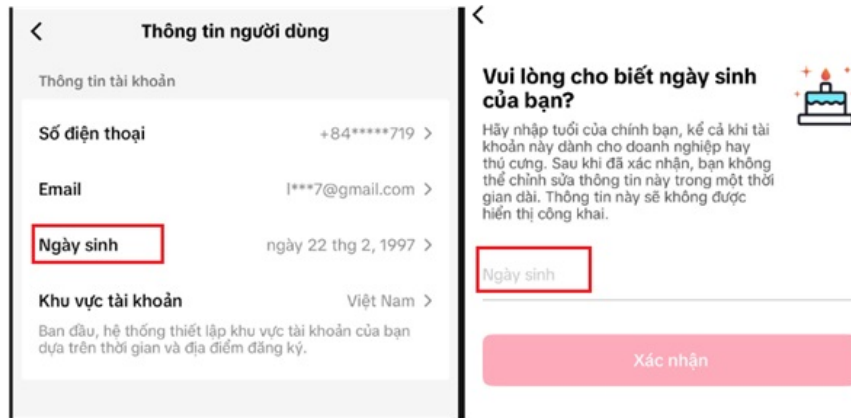 Thông tin người dùng
Thông tin tài khoản
Số điện thoại +84*****719
Email l***7@gmail.com
Ngày sinh ngày 22 thg 2, 1997
Khu vực tài khoản Việt Nam
Ban đầu, hệ thống thiết lập khu vực tài khoản của bạn
dựa trên thời gian và địa điểm đăng ký.
Vui lòng cho biết ngày sinh
của bạn?
Hãy nhập tuổi của chính bạn, kể cả khi tài
khoản này dành cho doanh nghiệp hay
thú cưng. Sau khi đã xác nhận, bạn không
thể chỉnh sửa thông tin này trong một thời
gian dài. Thông tin này sẽ không được
hiển thị công khai.
Ngày sinh
Xác nhận